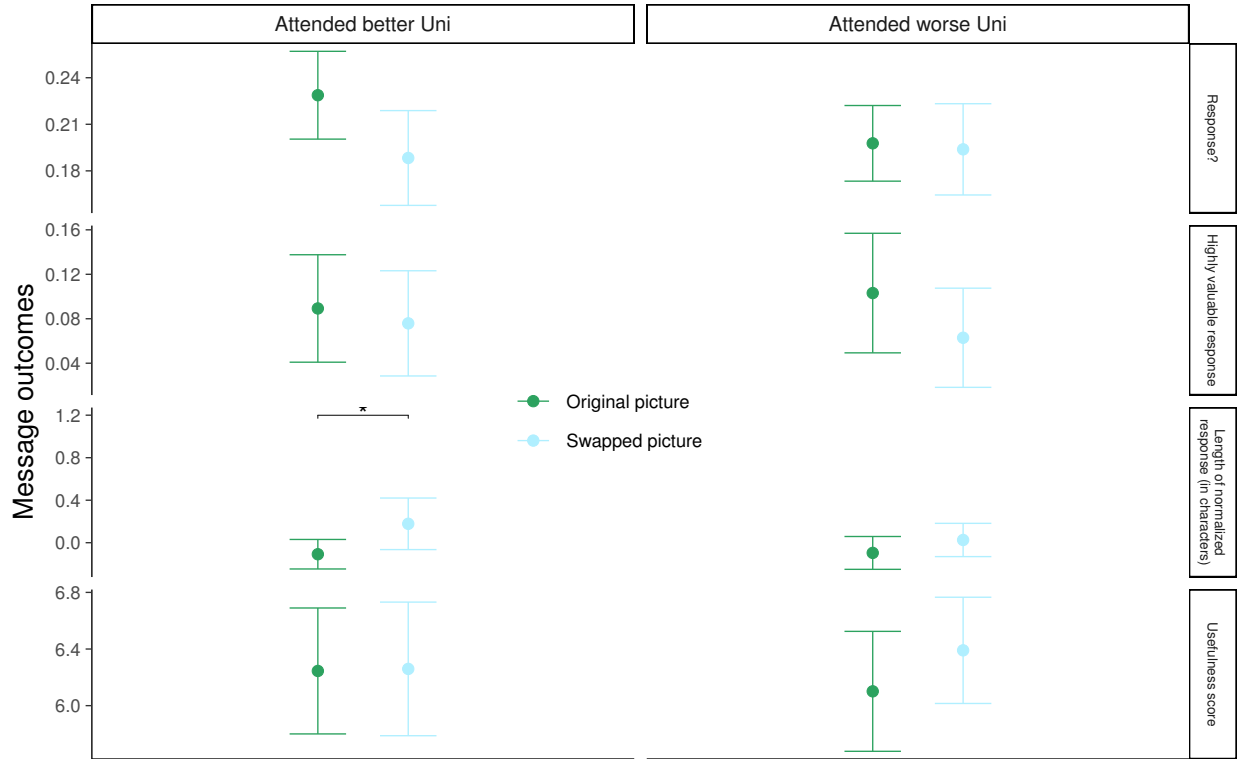 Attended better Uni
Attended worse Uni
Message outcomes
0.24
0.21
0.18
Response?
0.16
0.12
0.08
0.04
Highly valuable response
Original picture
Swapped picture
*
1.2
0.8
0.4
0.0
Length of normalized
response (in characters)
6.8
6.4
6.0
Usefulness score